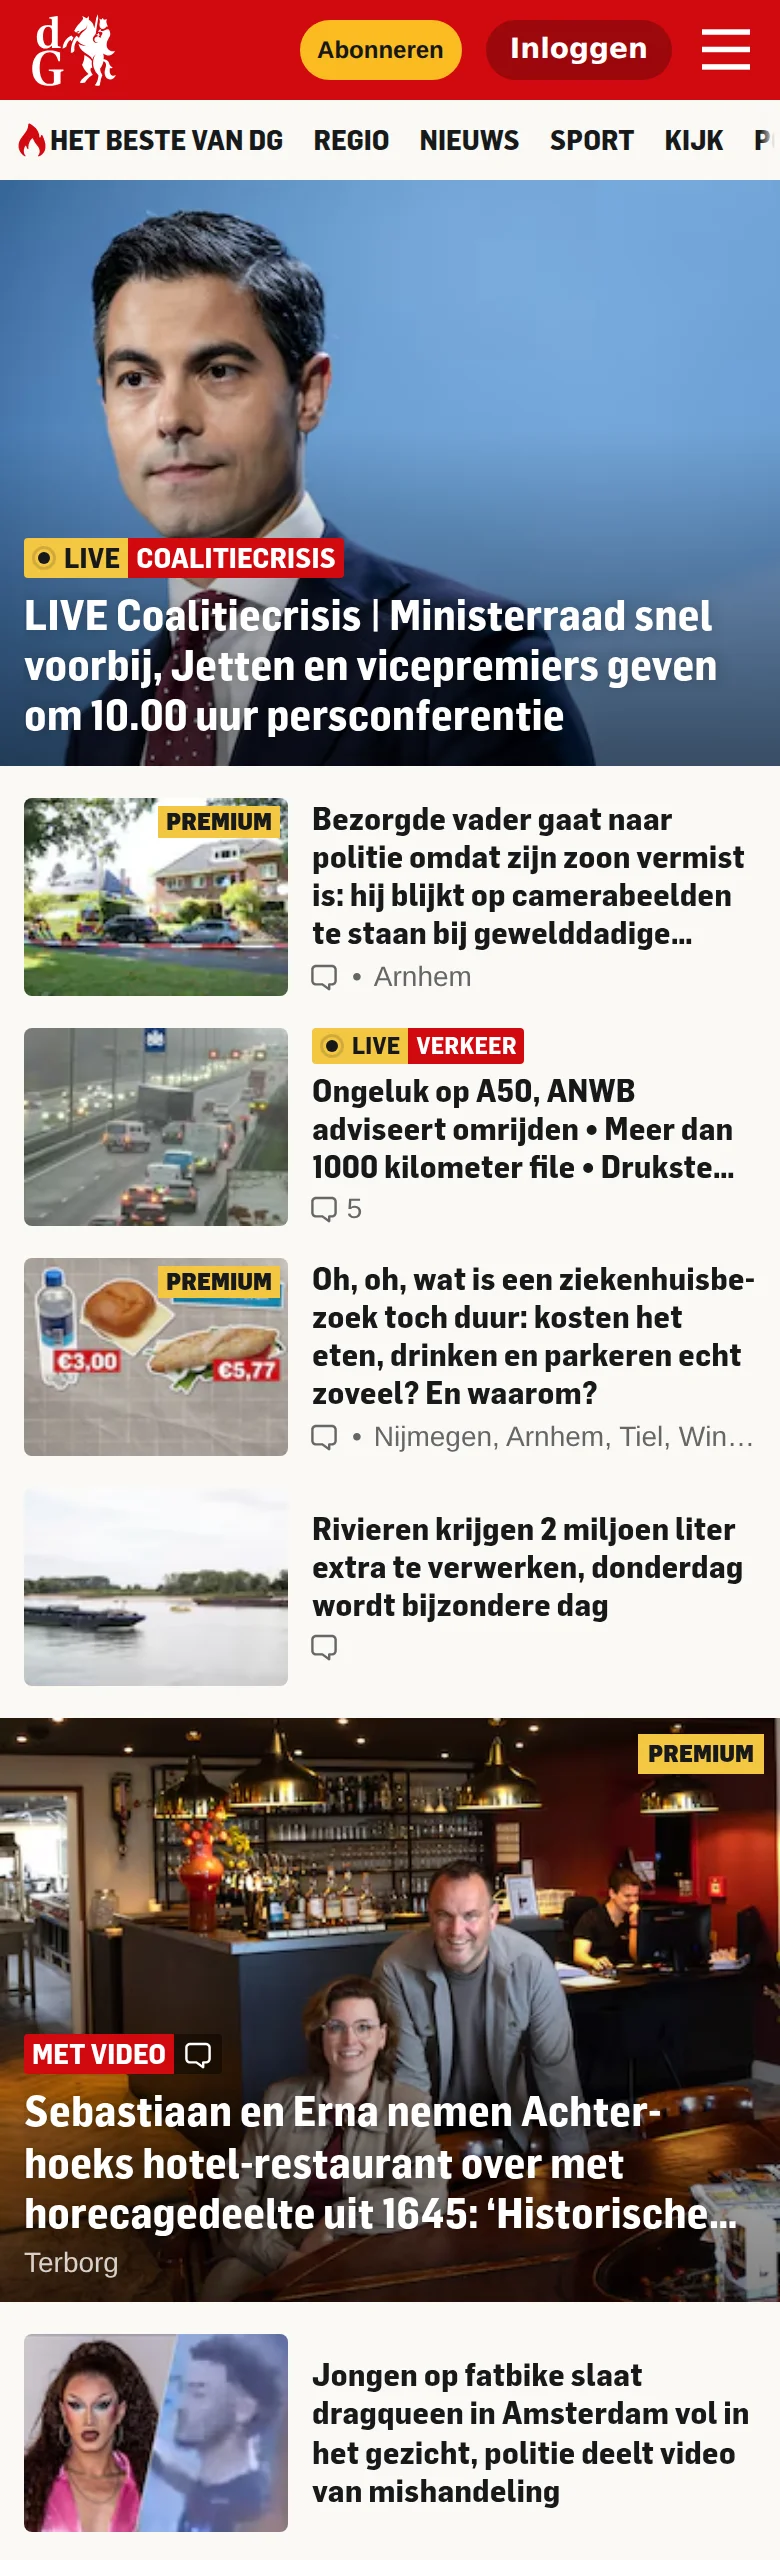 d
G
Abonneren
Inloggen
HET BESTE VAN DG REGIO NIEUWS SPORT KIJK
LIVE COALITIECRISIS
LIVE Coalitiecrisis | Ministerraad snel
voorbij, Jetten en vicepremiers geven
om 10.00 uur persconferentie
PREMIUM
Bezorgde vader gaat naar
politie omdat zijn zoon vermist
is: hij blijkt op camerabeelden
te staan bij gewelddadige...
• Arnhem
LIVE VERKEER
Ongeluk op A50, ANWB
adviseert omrijden • Meer dan
1000 kilometer file • Drukste...
5
PREMIUM
€3,00
€5,77
Oh, oh, wat is een ziekenhuisbe-
zoek toch duur: kosten het
eten, drinken en parkeren echt
zoveel? En waarom?
• Nijmegen, Arnhem, Tiel, Win...
Rivieren krijgen 2 miljoen liter
extra te verwerken, donderdag
wordt bijzondere dag
PREMIUM
MET VIDEO
Sebastiaan en Erna nemen Achter-
hoeks hotel-restaurant over met
horecagedeelte uit 1645: ‘Historische...
Terborg
Jongen op fatbike slaat
dragqueen in Amsterdam vol in
het gezicht, politie deelt video
van mishandeling